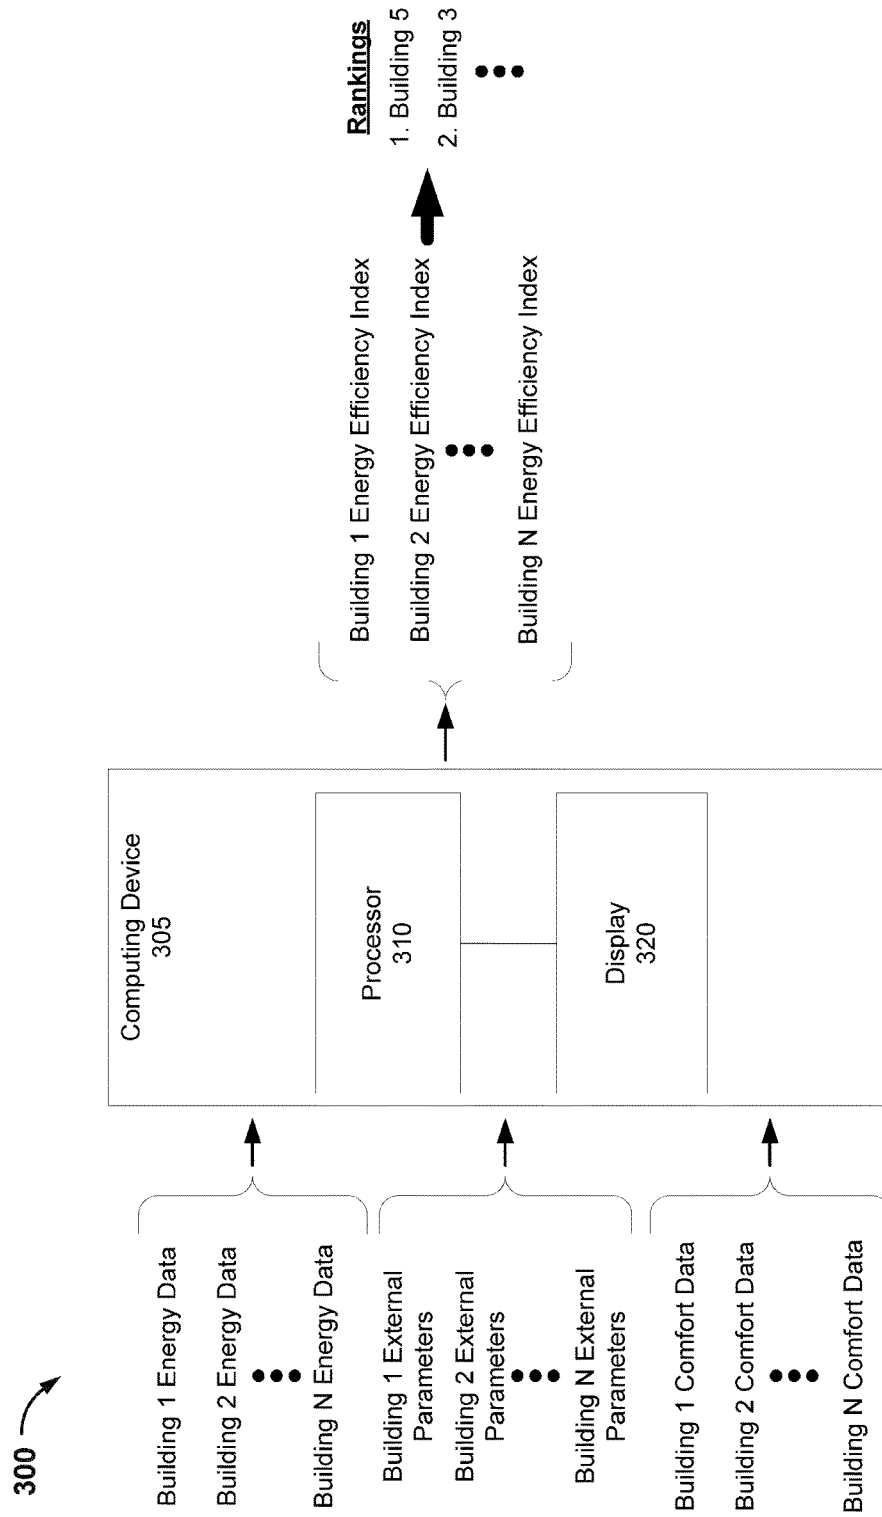 300
Building 1 Energy Data
Building 2 Energy Data
Building N Energy Data
Building 1 External
Parameters
Building 2 External
Parameters
Building N External
Parameters
Building 1 Comfort Data
Building 2 Comfort Data
Building N Comfort Data
Computing Device
305
Processor
310
Display
320
Building 1 Energy Efficiency Index
Building 2 Energy Efficiency Index
Building N Energy Efficiency Index
Rankings
1. Building 5
2. Building 3